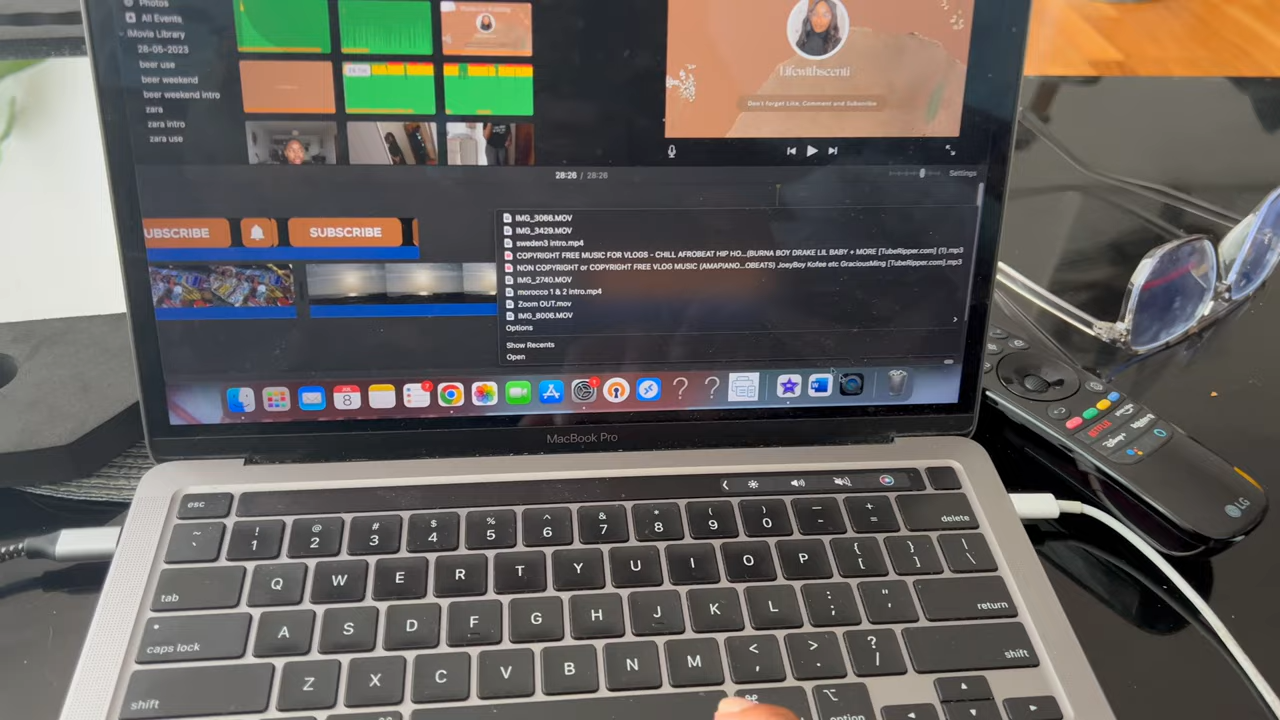 Photos
All Events
iMovie Library
28-05-2023
beer use
beer weekend
beer weekend intro
zara
zara intro
zara use
Lifewithscenti
Don't forget Like, Comment and Subscribe
28:26 / 28:26
Settings
UBSCRIBE
SUBSCRIBE
IMG_3066.MOV
IMG_3429.MOV
sweden3 intro.mp4
COPYRIGHT FREE MUSIC FOR VLOGS - CHILL AFROBEAT HIP HO...(BURNA BOY DRAKE LIL BABY + MORE [TubeRipper.com] (1).mp3
NON COPYRIGHT or COPYRIGHT FREE VLOG MUSIC (AMAPIANO...OBEATS) JoeyBoy Kofee etc GraciousMing [TubeRipper.com].mp3
IMG_2740.MOV
morocco 1 & 2 intro.mp4
Zoom OUT.mov
IMG_8006.MOV
Options
Show Recents
Open
JUL
8
2
1
W
MacBook Pro
NETFLIX
Disney+
LG
esc
~ ! @ # $ % ^ & * ( ) _ +
` 1 2 3 4 5 6 7 8 9 0 - =
delete
tab Q W E R T Y U I O P { [ } ] | \
caps lock A S D F G H J K L : ; " '
return
shift Z X C V B N M < , > . ? /
shift
⌘ option